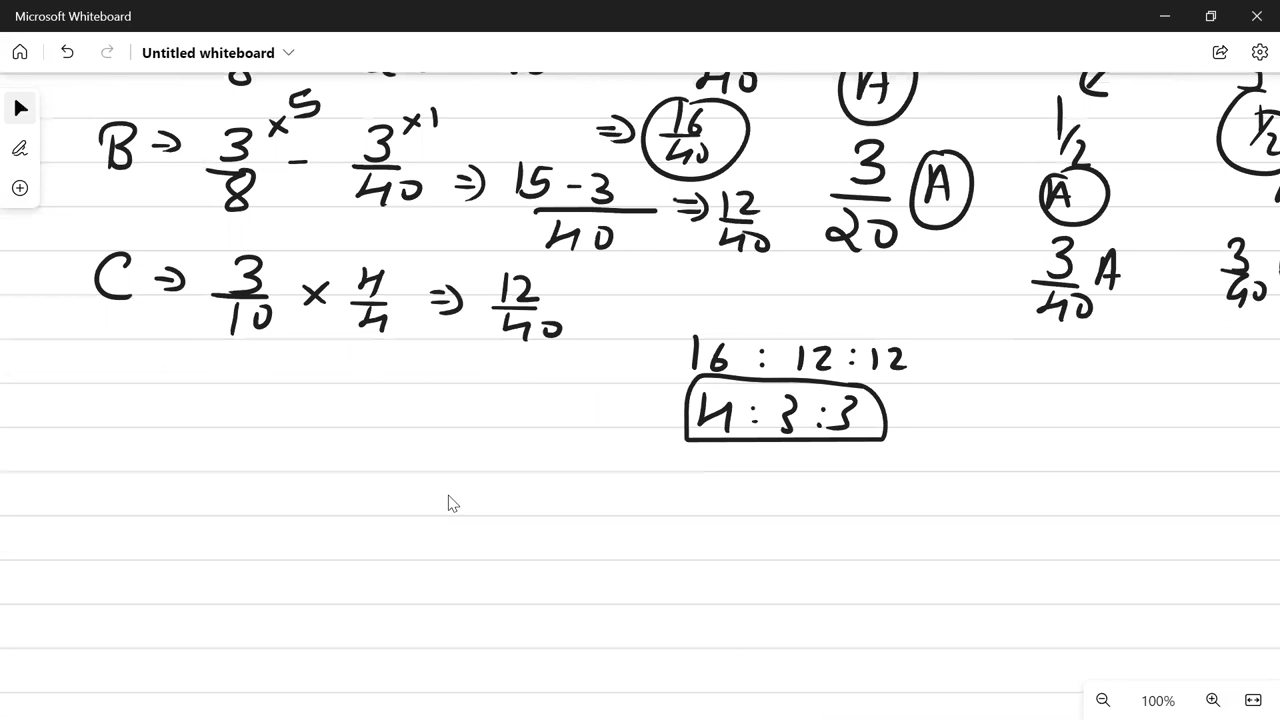 Microsoft Whiteboard
Untitled whiteboard
B ⇒ 3/8 ×5 - 3/40 ×1 ⇒ 15 - 3/40 ⇒ 12/40
⇒ 16/40
3/20 A
1/2
A
1/2
3/40 A
3/40
C ⇒ 3/10 × 4/4 ⇒ 12/40
16 : 12 : 12
4 : 3 : 3
100%